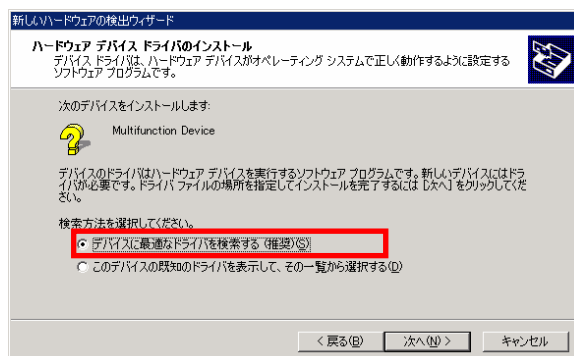 新しいハードウェアの検出ウィザード
ハードウェア デバイス ドライバのインストール
デバイス ドライバは、ハードウェア デバイスがオペレーティング システムで正しく動作するように設定する
ソフトウェア プログラムです。
次のデバイスをインストールします:
Multifunction Device
デバイスのドライバはハードウェア デバイスを実行するソフトウェア プログラムです。新しいデバイスにはドラ
イバが必要です。ドライバ ファイルの場所を指定してインストールを完了するには [次へ] をクリックしてくだ
さい。
検索方法を選択してください。
デバイスに最適なドライバを検索する (推奨)(S)
このデバイスの既知のドライバを表示して、その一覧から選択する(D)
< 戻る(B) 次へ(N) > キャンセル